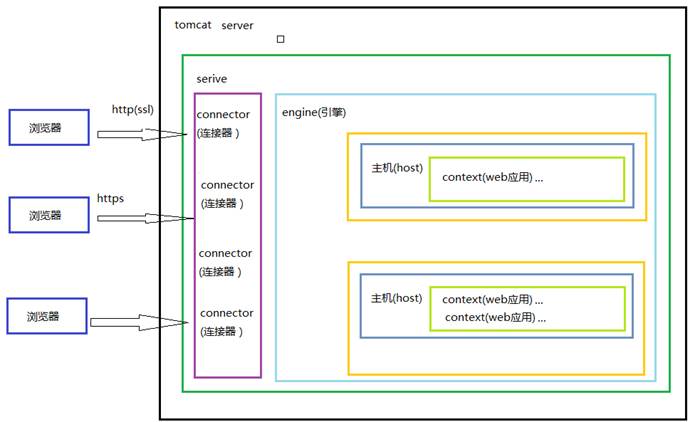 tomcat server
serive
http(ssl)
浏览器
connector
(连接器 )
engine(引擎)
主机(host)
context(web应用) ...
https
浏览器
connector
(连接器 )
connector
(连接器 )
浏览器
connector
(连接器 )
主机(host)
context(web应用) ...
context(web应用) ...